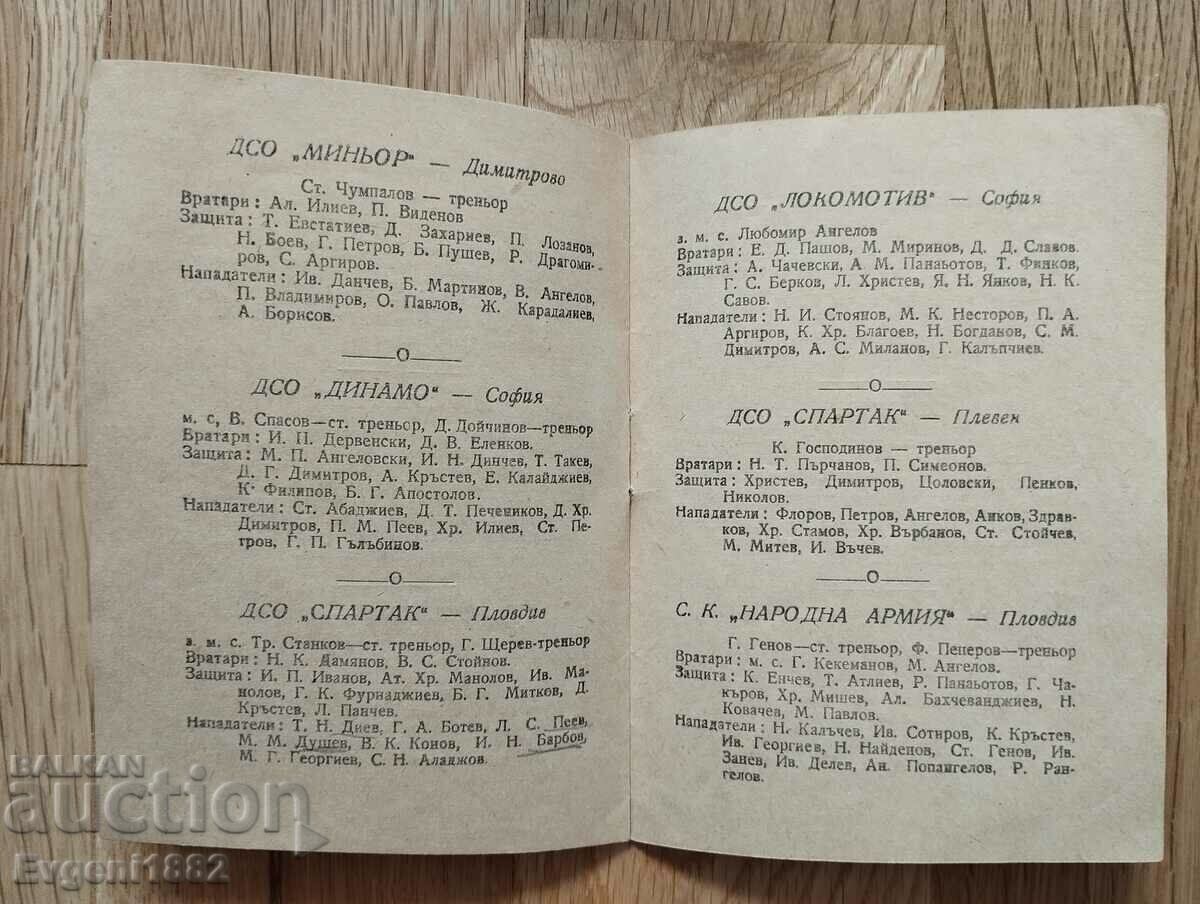 ДСО „МИНЬОР“ — Димитрово
Ст. Чумпалов — треньор
Вратари: Ал. Илиев, П. Виденов
Защита: Т. Евстатиев, Д. Захариев, П. Лозанов,
Н. Боев, Г. Петров, Б. Пушев, Р. Драгоми-
ров, С. Аргиров.
Нападатели: Ив. Данчев, Б. Мартинов, В. Ангелов,
П. Владимиров, О. Павлов, Ж. Карадалиев,
А. Борисов.
ДСО „ДИНАМО“ — София
м. с, В. Спасов—ст. треньор, Д. Дойчинов—треньор
Вратари: И. П. Дервенски, Д. В. Еленков.
Защита: М. П. Ангеловски, И. Н. Динчев, Т. Такев,
Д. Г. Димитров, А. Кръстев, Е. Калайджиев,
К. Филипов, Б. Г. Апостолов.
Нападатели: Ст. Абаджиев, Д. Т. Печеников, Д. Хр.
Димитров, П. М. Пеев, Хр. Илиев, Ст. Пе-
тров, Г. П. Гълъбинов.
ДСО „СПАРТАК“ — Пловдив
з. м. с. Тр. Станков—ст. треньор, Г. Щерев-треньор
Вратари: Н. К. Дамянов, В. С. Стойнов.
Защита: И. П. Иванов, Ат. Хр. Манолов, Ив. Ма-
нолов, Г. К. Фурнаджиев, Б. Г. Митков, Д.
Кръстев, Л. Панчев.
Нападатели: Т. Н. Диев, Г. А. Ботев, Л. С. Пеев,
М. М. Душев, В. К. Конов, И. Н. Барбов,
М. Г. Георгиев, С. Н. Аладжов.
ДСО „ЛОКОМОТИВ“ — София
з. м. с. Любомир Ангелов
Вратари: Е. Д. Пашов, М. Миринов, Д. Д. Славов.
Защита: А. Чачевски, А. М. Панаьотов, Т. Финков,
Г. С. Берков, Л. Христев, Я. Н. Янков, Н. К.
Савов.
Нападатели: Н. И. Стоянов, М. К. Несторов, П. А.
Аргиров, К. Хр. Благоев, Н. Богданов, С. М.
Димитров, А. С. Миланов, Г. Калъпчиев.
ДСО „СПАРТАК“ — Плевен
К. Господинов — треньор
Вратари: Н. Т. Пърчанов, П. Симеонов.
Защита: Христев, Димитров, Цоловски, Пенков,
Николов.
Нападатели: Флоров, Петров, Ангелов, Анков, Здрав-
ков, Хр. Стамов, Хр. Върбанов, Ст. Стойчев,
М. Митев, И. Въчев.
С. К. „НАРОДНА АРМИЯ“ — Пловдив
Г. Генов—ст. треньор, Ф. Пеперов—треньор
Вратари: м. с. Г. Кекеманов, М. Ангелов.
Защита: К. Енчев, Т. Атлиев, Р. Панаьотов, Г. Ча-
къров, Хр. Мишев, Ал. Бахчеванджиев, Н.
Ковачев, М. Павлов.
Нападатели: Н. Калъчев, Ив. Сотиров, К. Кръстев,
Ив. Георгиев, Н. Найденов, Ст. Генов, Ив.
Занев, Ив. Делев, Ан. Попангелов, Р. Ран-
гелов.
BALKAN
auction
Evgeni1882